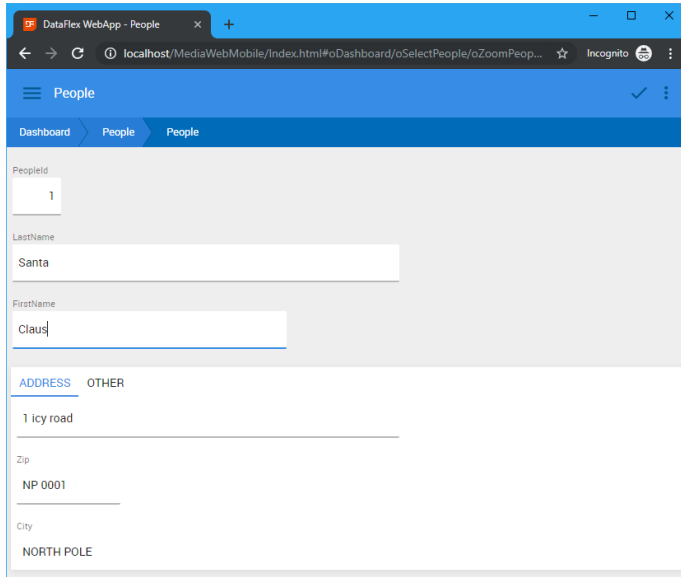 DataFlex WebApp - People
localhost/MediaWebMobile/Index.html#oDashboard/oSelectPeople/oZoomPeop... Incognito
People
Dashboard People People
PeopleId
1
LastName
Santa
FirstName
Claus
ADDRESS OTHER
1 icy road
Zip
NP 0001
City
NORTH POLE